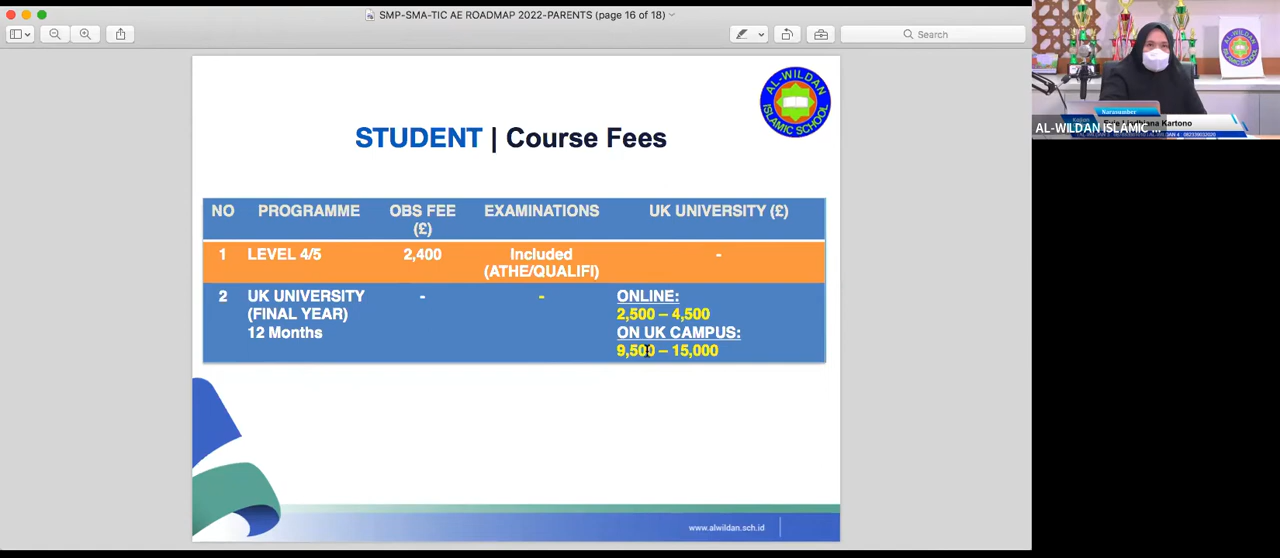 SMP-SMA-TIC AE ROADMAP 2022-PARENTS (page 16 of 18)
Search
AL-WILDAN
ISLAMIC SCHOOL
STUDENT | Course Fees
NO PROGRAMME OBS FEE (£) EXAMINATIONS UK UNIVERSITY (£)
1 LEVEL 4/5 2,400 Included (ATHE/QUALIFI) -
2 UK UNIVERSITY (FINAL YEAR) 12 Months - - ONLINE:
2,500 – 4,500
ON UK CAMPUS:
9,500 – 15,000
www.alwildan.sch.id
Narasumber
Kartono
AL-WILDAN ISLAMIC ...